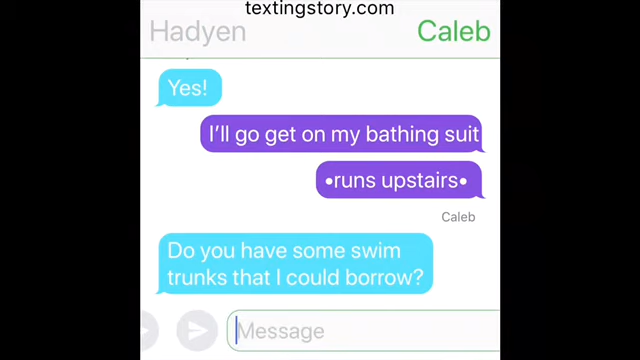 textingstory.com
Hadyen
Caleb
Yes!
I'll go get on my bathing suit
•runs upstairs•
Caleb
Do you have some swim
trunks that I could borrow?
Message